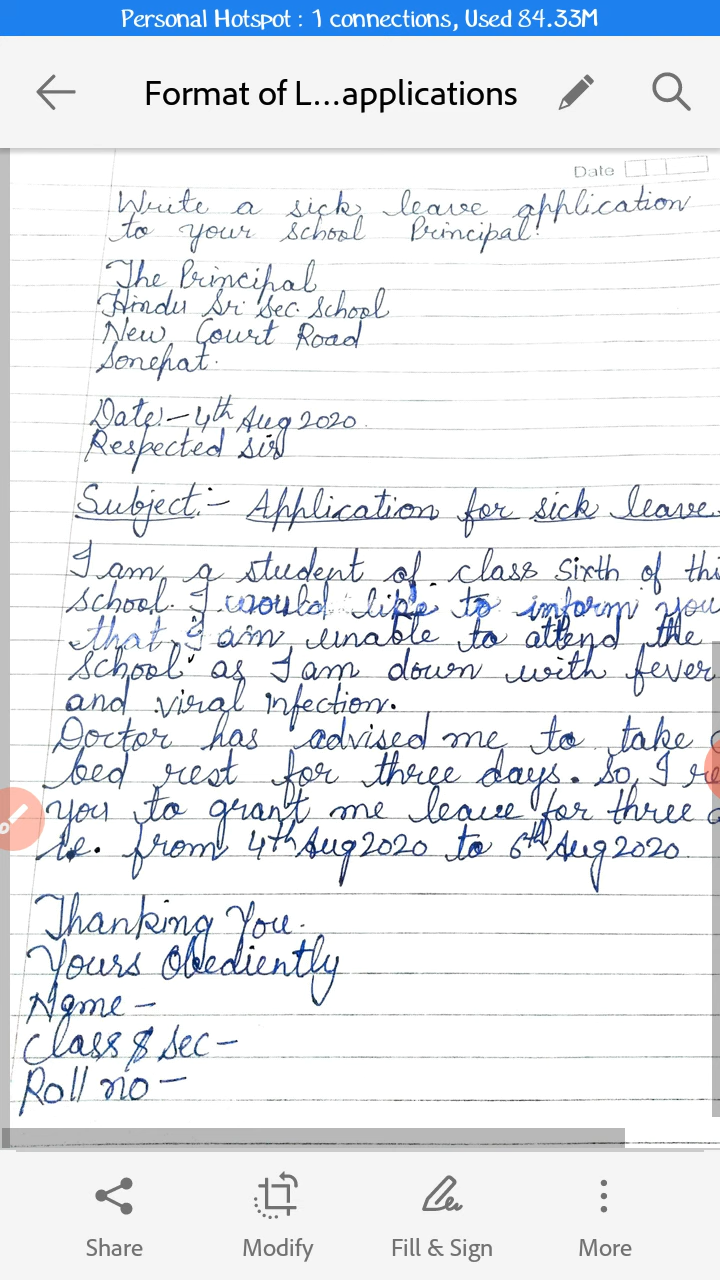 Personal Hotspot : 1 connections, Used 84.33M
Format of L...applications
Date
Write a sick leave application
to your School Principal.
The Principal
Hindu Sr. Sec. School
New Court Road
Sonepat.
Date:- 4th Aug 2020.
Respected Sir
Subject:- Application for sick leave.
I am a student of class sixth of thi
school. I would like to inform you
that I am unable to attend the
school as I am down with fever
and viral infection.
Doctor has advised me to take
bed rest for three days. So, I re
you to grant me leave for three
i.e. from 4th Aug 2020 to 6th Aug 2020.
Thanking You.
Yours Obediently
Name -
Class & Sec -
Roll no -
Share
Modify
Fill & Sign
More